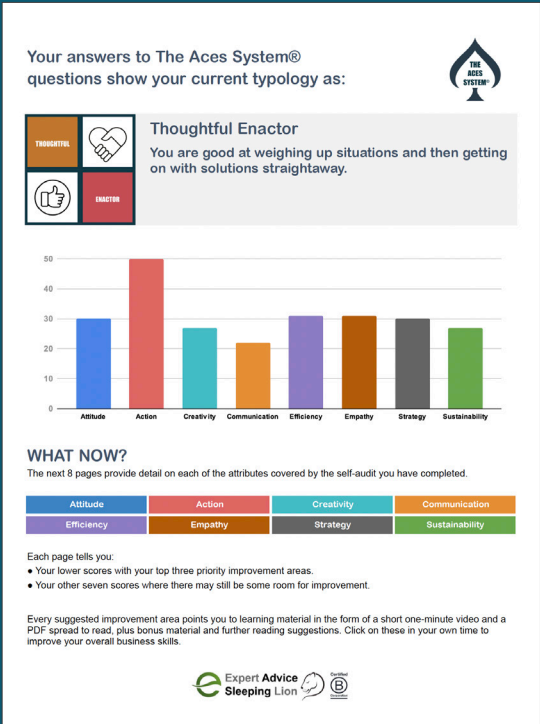 Your answers to The Aces System®
questions show your current typology as:
THE
ACES
SYSTEM®
THOUGHTFUL
ENACTOR
Thoughtful Enactor
You are good at weighing up situations and then getting
on with solutions straightaway.
50
40
30
20
10
0
Attitude Action Creativity Communication Efficiency Empathy Strategy Sustainability
WHAT NOW?
The next 8 pages provide detail on each of the attributes covered by the self-audit you have completed.
Attitude Action Creativity Communication
Efficiency Empathy Strategy Sustainability
Each page tells you:
● Your lower scores with your top three priority improvement areas.
● Your other seven scores where there may still be some room for improvement.
Every suggested improvement area points you to learning material in the form of a short one-minute video and a
PDF spread to read, plus bonus material and further reading suggestions. Click on these in your own time to
improve your overall business skills.
Expert Advice
Sleeping Lion
Certified
B
Corporation